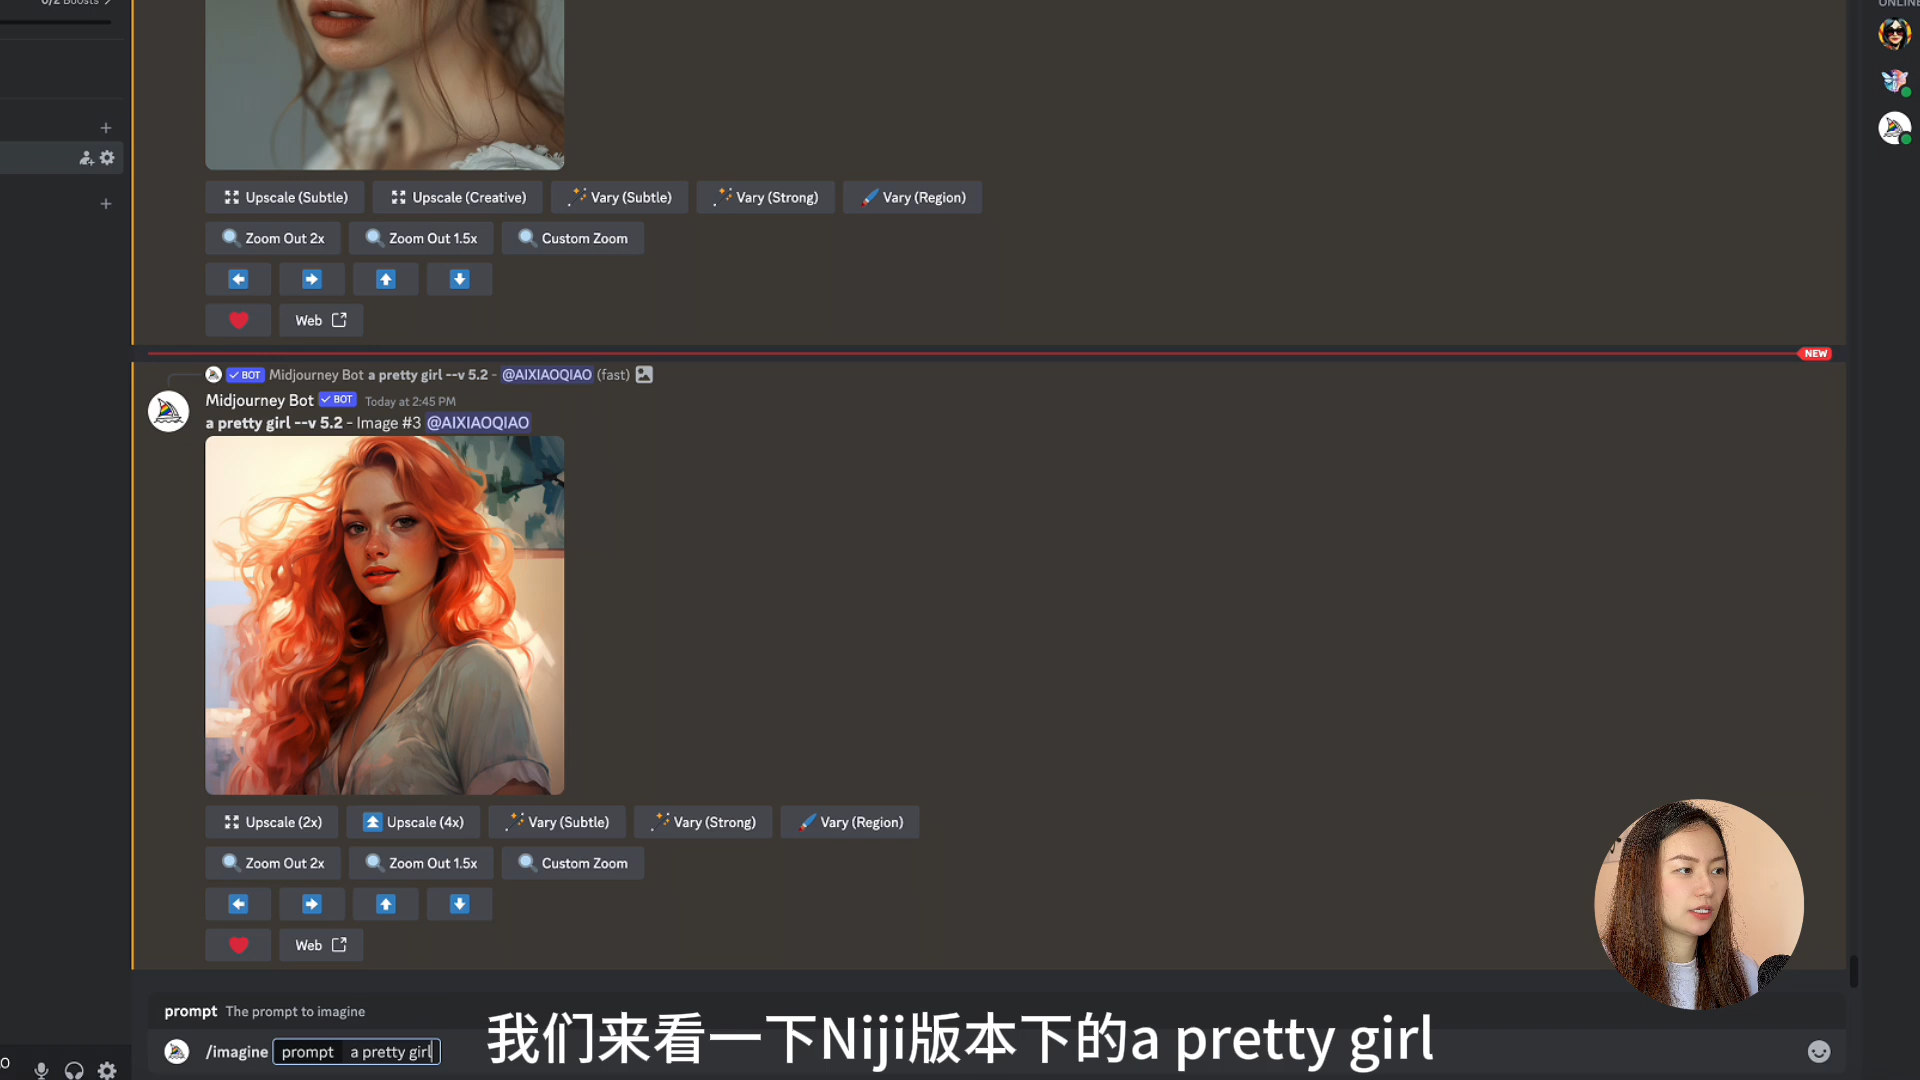 0/2 Boosts
ONLINE
Upscale (Subtle) Upscale (Creative) Vary (Subtle) Vary (Strong) Vary (Region)
Zoom Out 2x Zoom Out 1.5x Custom Zoom
Web
NEW
BOT Midjourney Bot a pretty girl --v 5.2 - @AIXIAOQIAO (fast)
Midjourney Bot BOT Today at 2:45 PM
a pretty girl --v 5.2 - Image #3 @AIXIAOQIAO
Upscale (2x) Upscale (4x) Vary (Subtle) Vary (Strong) Vary (Region)
Zoom Out 2x Zoom Out 1.5x Custom Zoom
Web
prompt The prompt to imagine
/imagine prompt a pretty girl
我们来看一下Niji版本下的a pretty girl